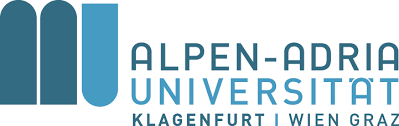 ALPEN-ADRIA
UNIVERSITÄT
KLAGENFURT | WIEN GRAZ